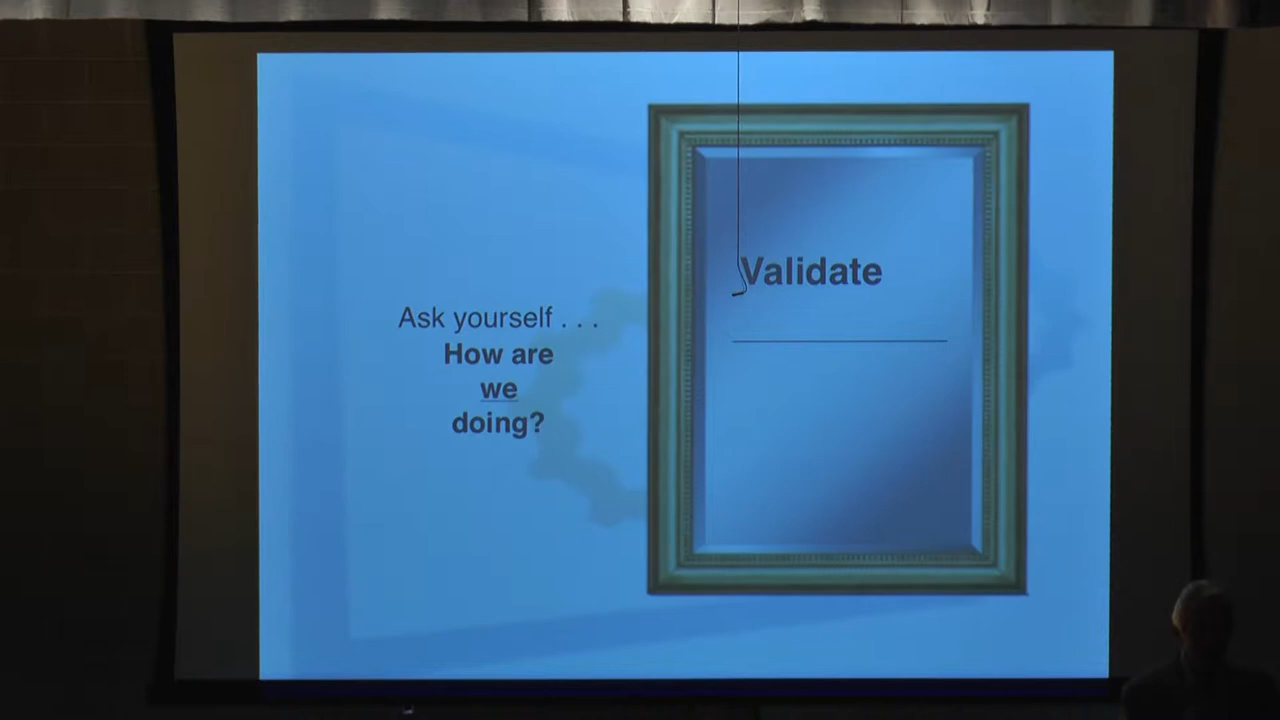 Ask yourself . . .
How are
we
doing?
Validate